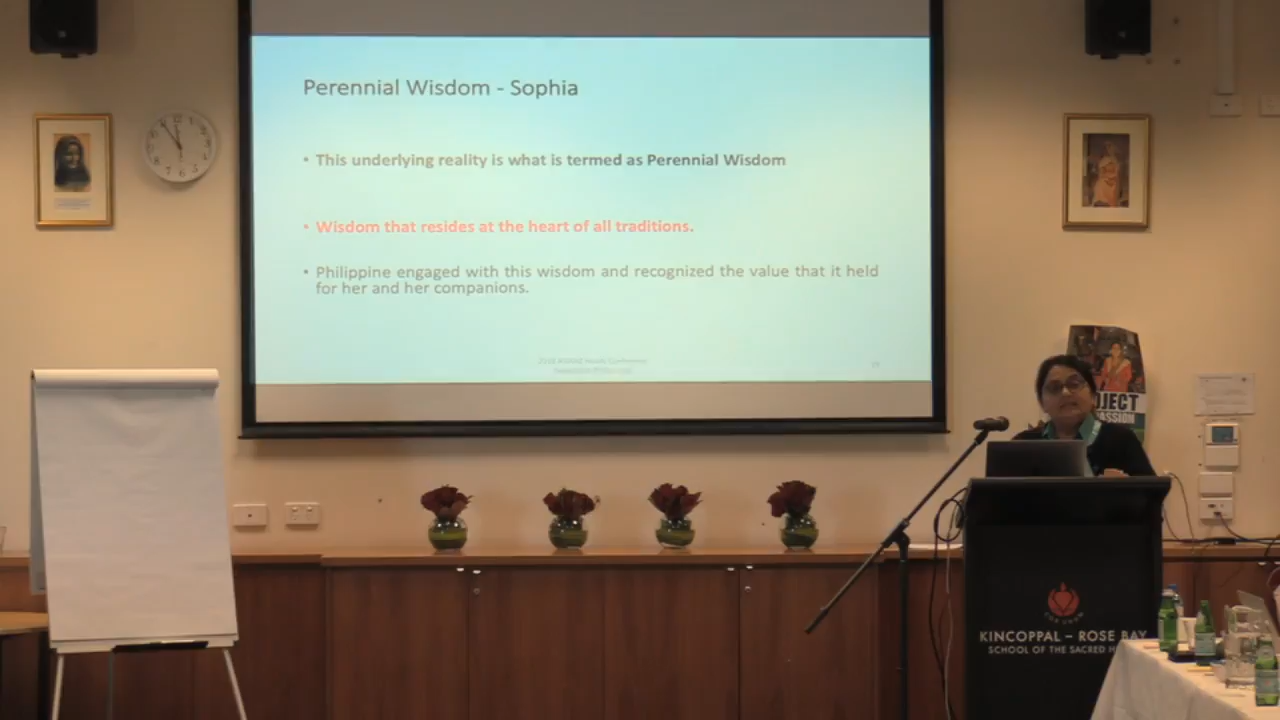 Perennial Wisdom - Sophia
• This underlying reality is what is termed as Perennial Wisdom
• Wisdom that resides at the heart of all traditions.
• Philippine engaged with this wisdom and recognized the value that it held
for her and her companions.
KINCOPPAL – ROSE BAY
SCHOOL OF THE SACRED